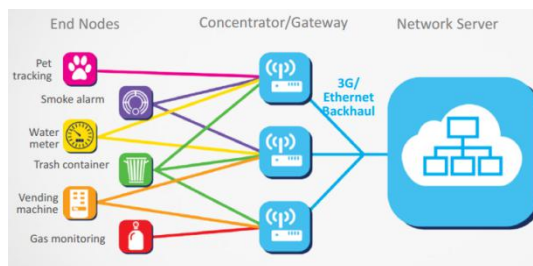 End Nodes
Concentrator/Gateway
Network Server
Pet
tracking
Smoke alarm
Water
meter
Trash container
Vending
machine
Gas monitoring
3G/
Ethernet
Backhaul